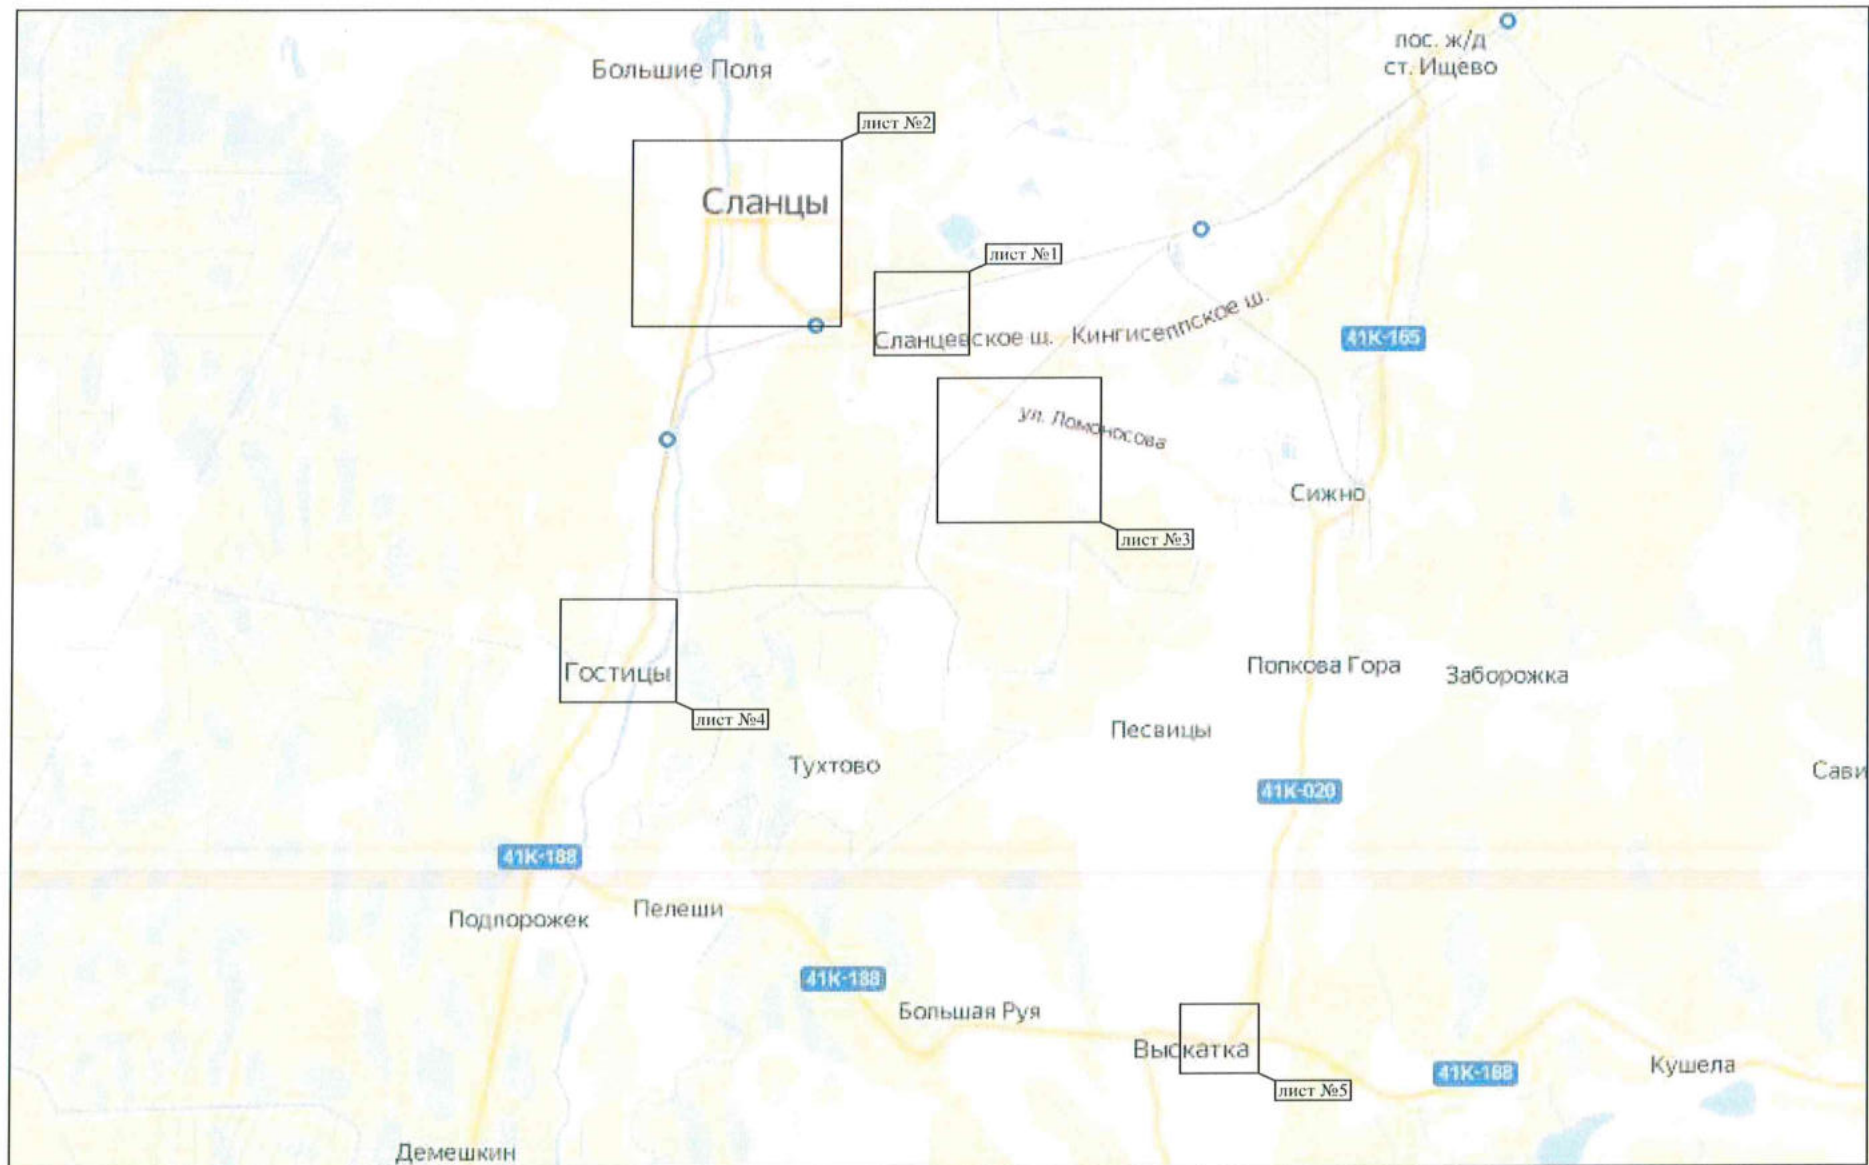 пос. ж/д
ст. Ищево
Большие Поля
лист №2
Сланцы
лист №1
Сланцевское ш.
Кингисеппское ш.
41К-165
ул. Ломоносова
Сижно
лист №3
Гостицы
лист №4
Попкова Гора
Заборожка
Песвицы
Тухтово
Сави
41К-020
41К-188
Подпорожек
Пелеши
41К-188
Большая Руя
Выскатка
Кушела
41К-188
лист №5
Демешкин